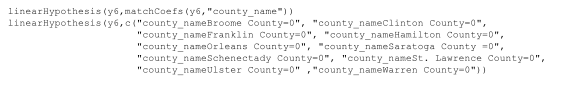 linearHypothesis(y6,matchCoefs(y6,"county_name"))
linearHypothesis(y6,c("county_nameBroome County=0", "county_nameClinton County=0",
"county_nameFranklin County=0", "county_nameHamilton County=0",
"county_nameOrleans County=0", "county_nameSaratoga County =0",
"county_nameSchenectady County=0", "county_nameSt. Lawrence County=0",
"county_nameUlster County=0" ,"county_nameWarren County=0"))